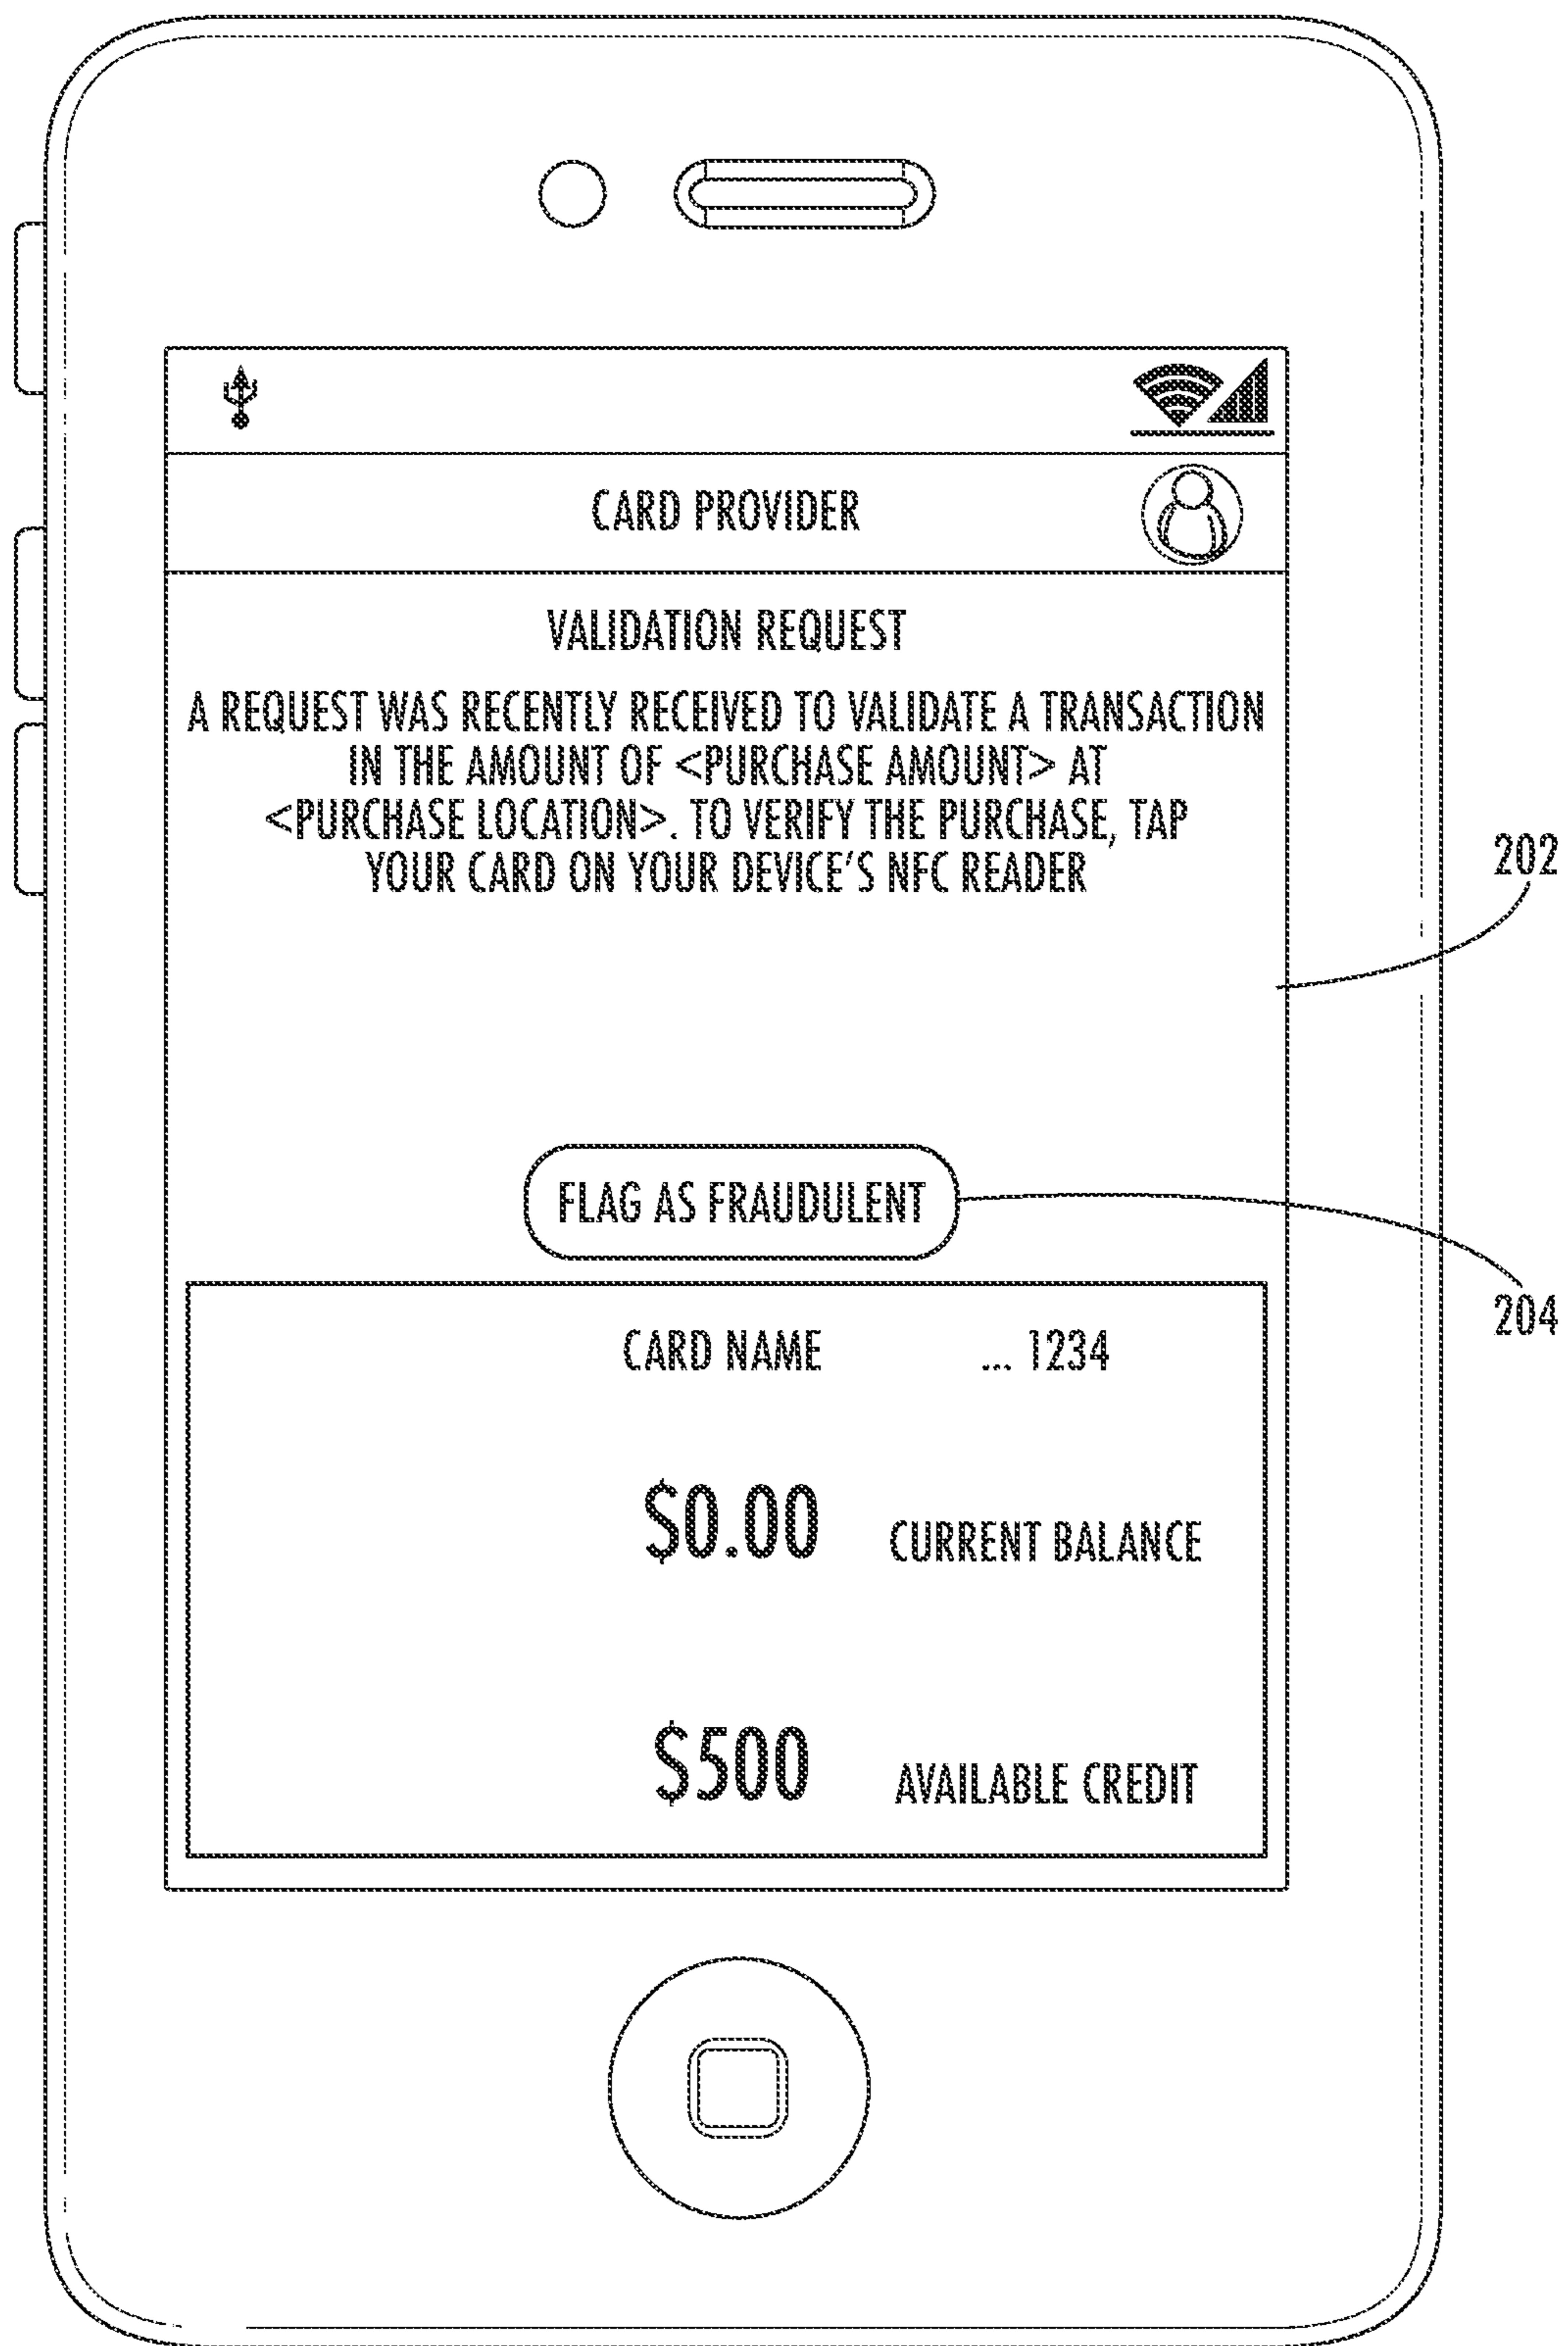 CARD PROVIDER
VALIDATION REQUEST
A REQUEST WAS RECENTLY RECEIVED TO VALIDATE A TRANSACTION
IN THE AMOUNT OF <PURCHASE AMOUNT> AT
<PURCHASE LOCATION>. TO VERIFY THE PURCHASE, TAP
YOUR CARD ON YOUR DEVICE'S NFC READER
202
FLAG AS FRAUDULENT
204
CARD NAME ... 1234
$0.00 CURRENT BALANCE
$500 AVAILABLE CREDIT